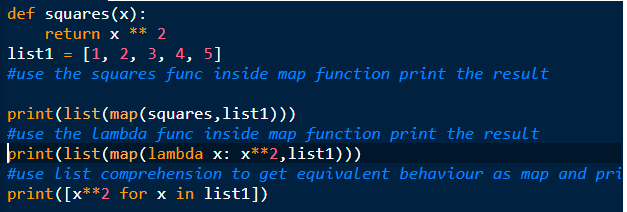 def squares(x):
    return x ** 2
list1 = [1, 2, 3, 4, 5]
#use the squares func inside map function print the result

print(list(map(squares,list1)))
#use the lambda func inside map function print the result
print(list(map(lambda x: x**2,list1)))
#use list comprehension to get equivalent behaviour as map and pri
print([x**2 for x in list1])